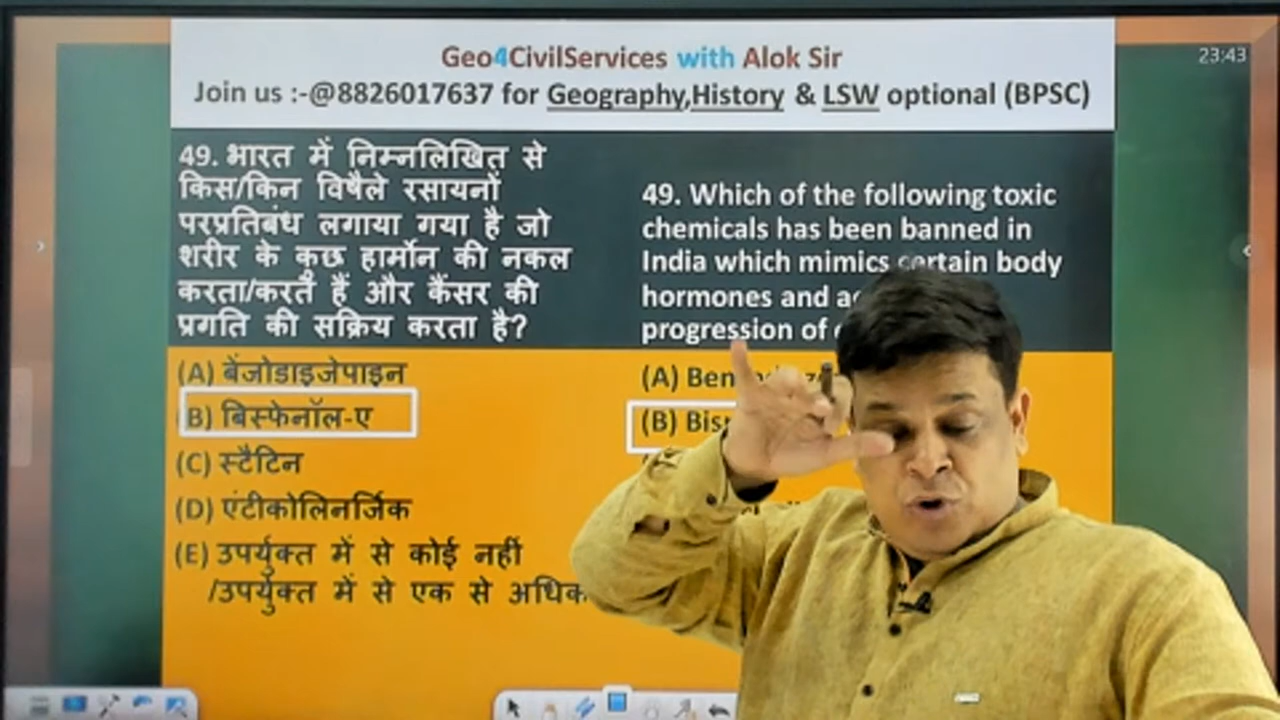 Geo4CivilServices with Alok Sir
Join us :-@8826017637 for Geography,History & LSW optional (BPSC)
23:43
49. भारत में निम्नलिखित से
किस/किन विषैले रसायनों
परप्रतिबंध लगाया गया है जो
शरीर के कुछ हार्मोन की नकल
करता/करते हैं और कैंसर की
प्रगति की सक्रिय करता है?
(A) बेंजोडाइजेपाइन
B) बिस्फेनॉल-ए
(C) स्टैटिन
(D) एंटीकोलिनर्जिक
(E) उपर्युक्त में से कोई नहीं
/उपर्युक्त में से एक से अधिक
49. Which of the following toxic
chemicals has been banned in
India which mimics certain body
hormones and
progression of
(A)
(B)